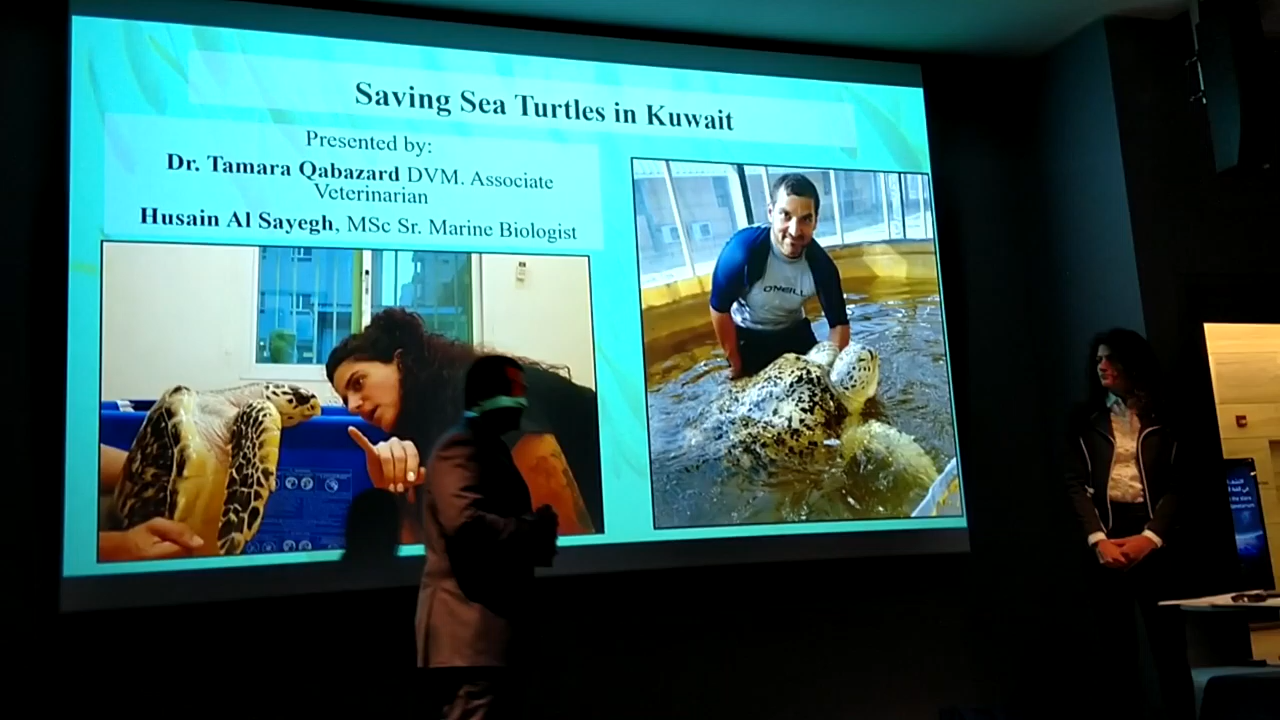 Saving Sea Turtles in Kuwait
Presented by:
Dr. Tamara Qabazard DVM. Associate
Veterinarian
Husain Al Sayegh, MSc Sr. Marine Biologist
O'NEILL